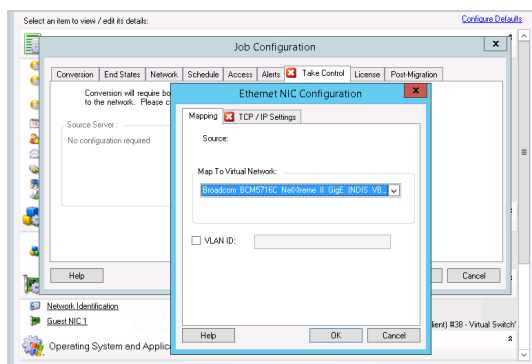 Select an item to view / edit its details:
Configure Defaults
Job Configuration
x
Conversion End States Network Schedule Access Alerts Take Control License Post-Migration
Conversion will require bo
to the network. Please c
Source Server:
No configuration required
Ethernet NIC Configuration
x
Mapping TCP / IP Settings
Source:
Map To Virtual Network:
Broadcom BCM5716C NetXtreme II GigE (NDIS VB...
VLAN ID:
Help OK Cancel
Help
Cancel
Network Identification
Guest NIC 1
lient) #38 - Virtual Switch'
Operating System and Applic